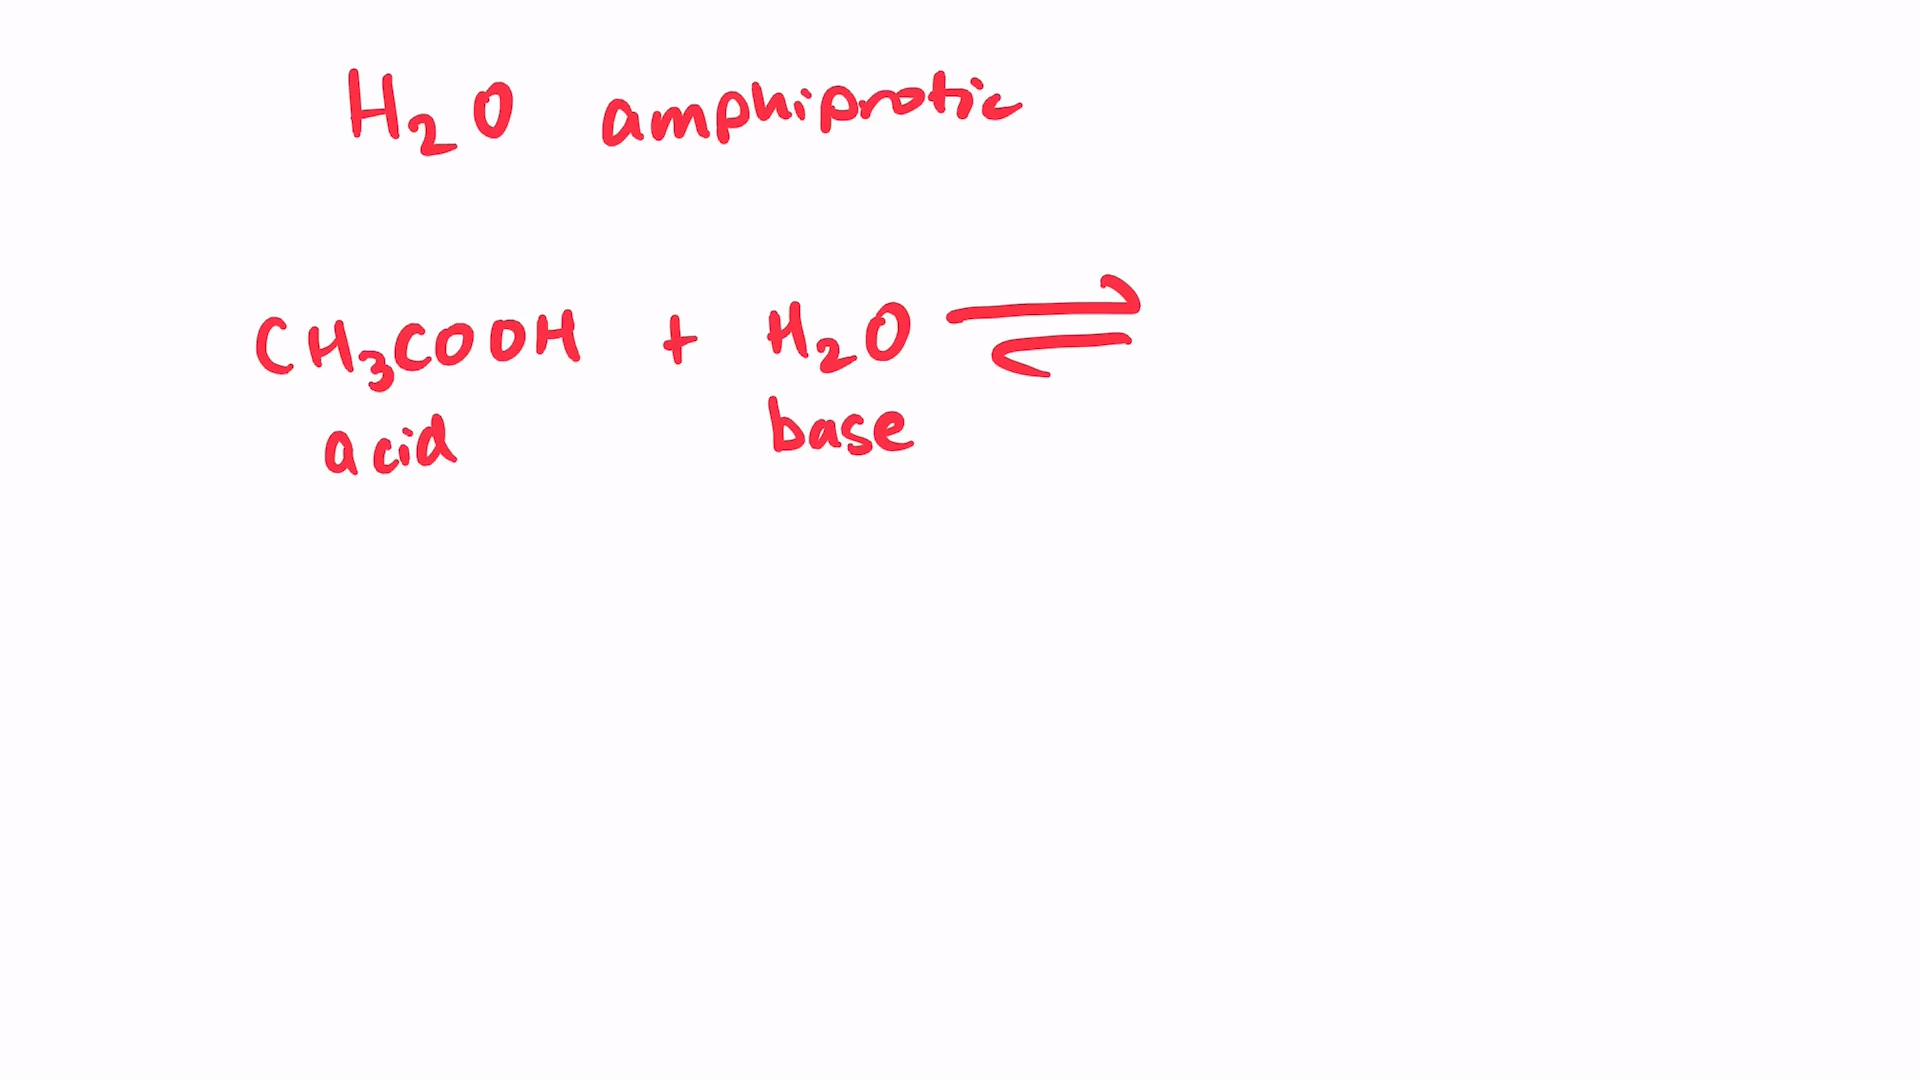 H₂O amphiprotic
CH₃COOH + H₂O ⇌
acid base